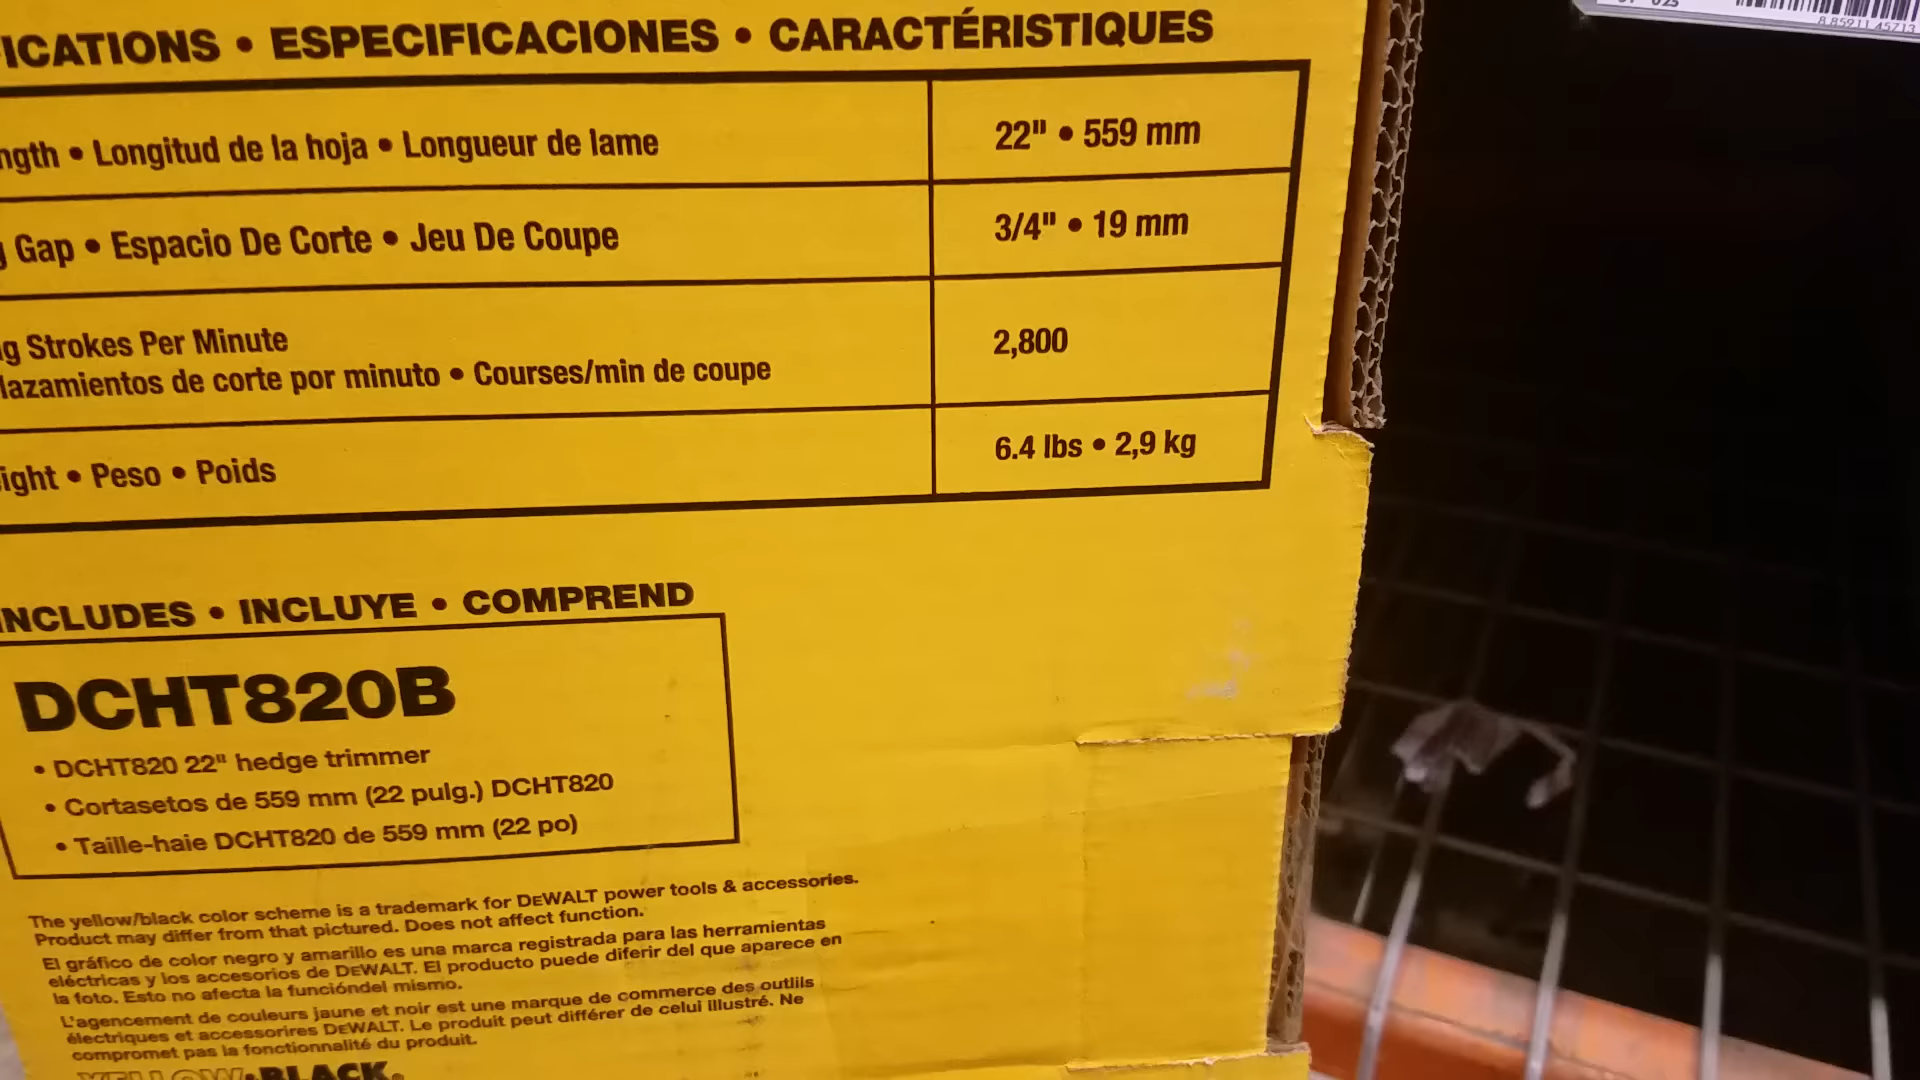 ICATIONS • ESPECIFICACIONES • CARACTÉRISTIQUES
ngth • Longitud de la hoja • Longueur de lame
22" • 559 mm
g Gap • Espacio De Corte • Jeu De Coupe
3/4" • 19 mm
g Strokes Per Minute
lazamientos de corte por minuto • Courses/min de coupe
2,800
ight • Peso • Poids
6.4 lbs • 2,9 kg
INCLUDES • INCLUYE • COMPREND
DCHT820B
• DCHT820 22" hedge trimmer
• Cortasetos de 559 mm (22 pulg.) DCHT820
• Taille-haie DCHT820 de 559 mm (22 po)
The yellow/black color scheme is a trademark for DEWALT power tools & accessories.
Product may differ from that pictured. Does not affect function.
El gráfico de color negro y amarillo es una marca registrada para las herramientas
eléctricas y los accesorios de DEWALT. El producto puede diferir del que aparece en
la foto. Esto no afecta la funcióndel mismo.
L'agencement de couleurs jaune et noir est une marque de commerce des outlils
électriques et accessorires DEWALT. Le produit peut différer de celui illustré. Ne
compromet pas la fonctionnalité du produit.
YELLOW•BLACK